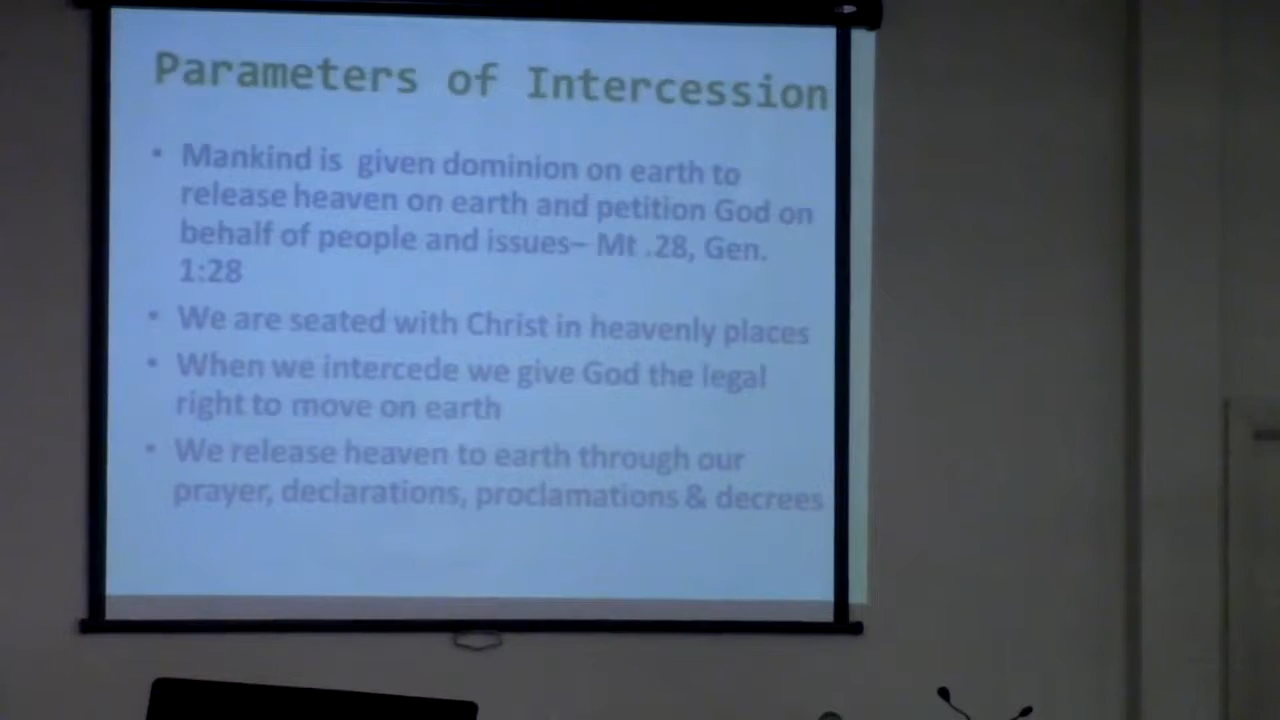 Parameters of Intercession
• Mankind is given dominion on earth to
release heaven on earth and petition God on
behalf of people and issues– Mt .28, Gen.
1:28
• We are seated with Christ in heavenly places
• When we intercede we give God the legal
right to move on earth
• We release heaven to earth through our
prayer, declarations, proclamations & decrees